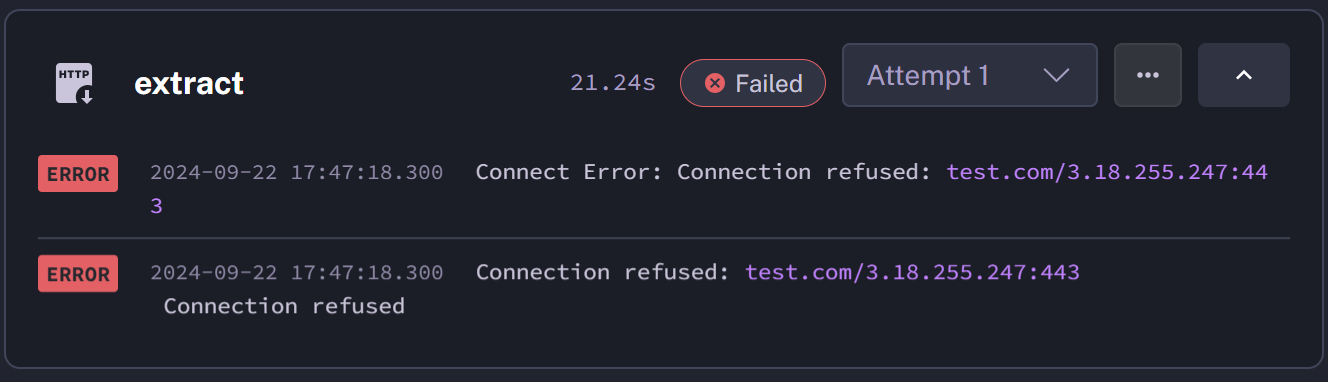 HTTP
extract
21.24s
Failed
Attempt 1
ERROR 2024-09-22 17:47:18.300 Connect Error: Connection refused: test.com/3.18.255.247:44
3
ERROR 2024-09-22 17:47:18.300 Connection refused: test.com/3.18.255.247:443
Connection refused